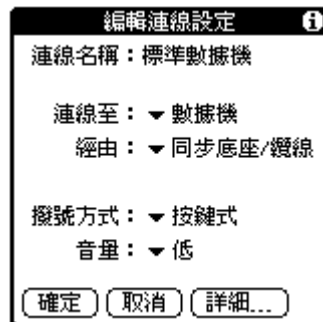 編輯連線設定 i
連線名稱：標準數據機
連線至：▼數據機
經由：▼同步底座/纜線
撥號方式：▼按鍵式
音量：▼低
確定 取消 詳細...